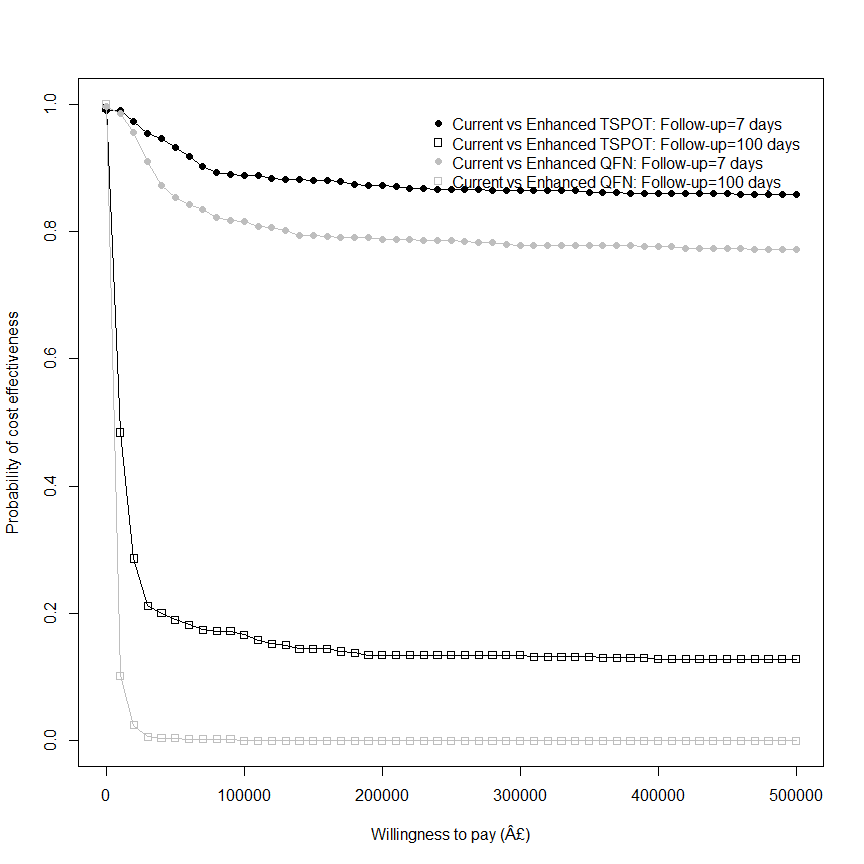 Current vs Enhanced TSPOT: Follow-up=7 days
Current vs Enhanced TSPOT: Follow-up=100 days
Current vs Enhanced QFN: Follow-up=7 days
Current vs Enhanced QFN: Follow-up=100 days
Probability of cost effectiveness
1.0
0.8
0.6
0.4
0.2
0.0
0 100000 200000 300000 400000 500000
Willingness to pay (Â£)